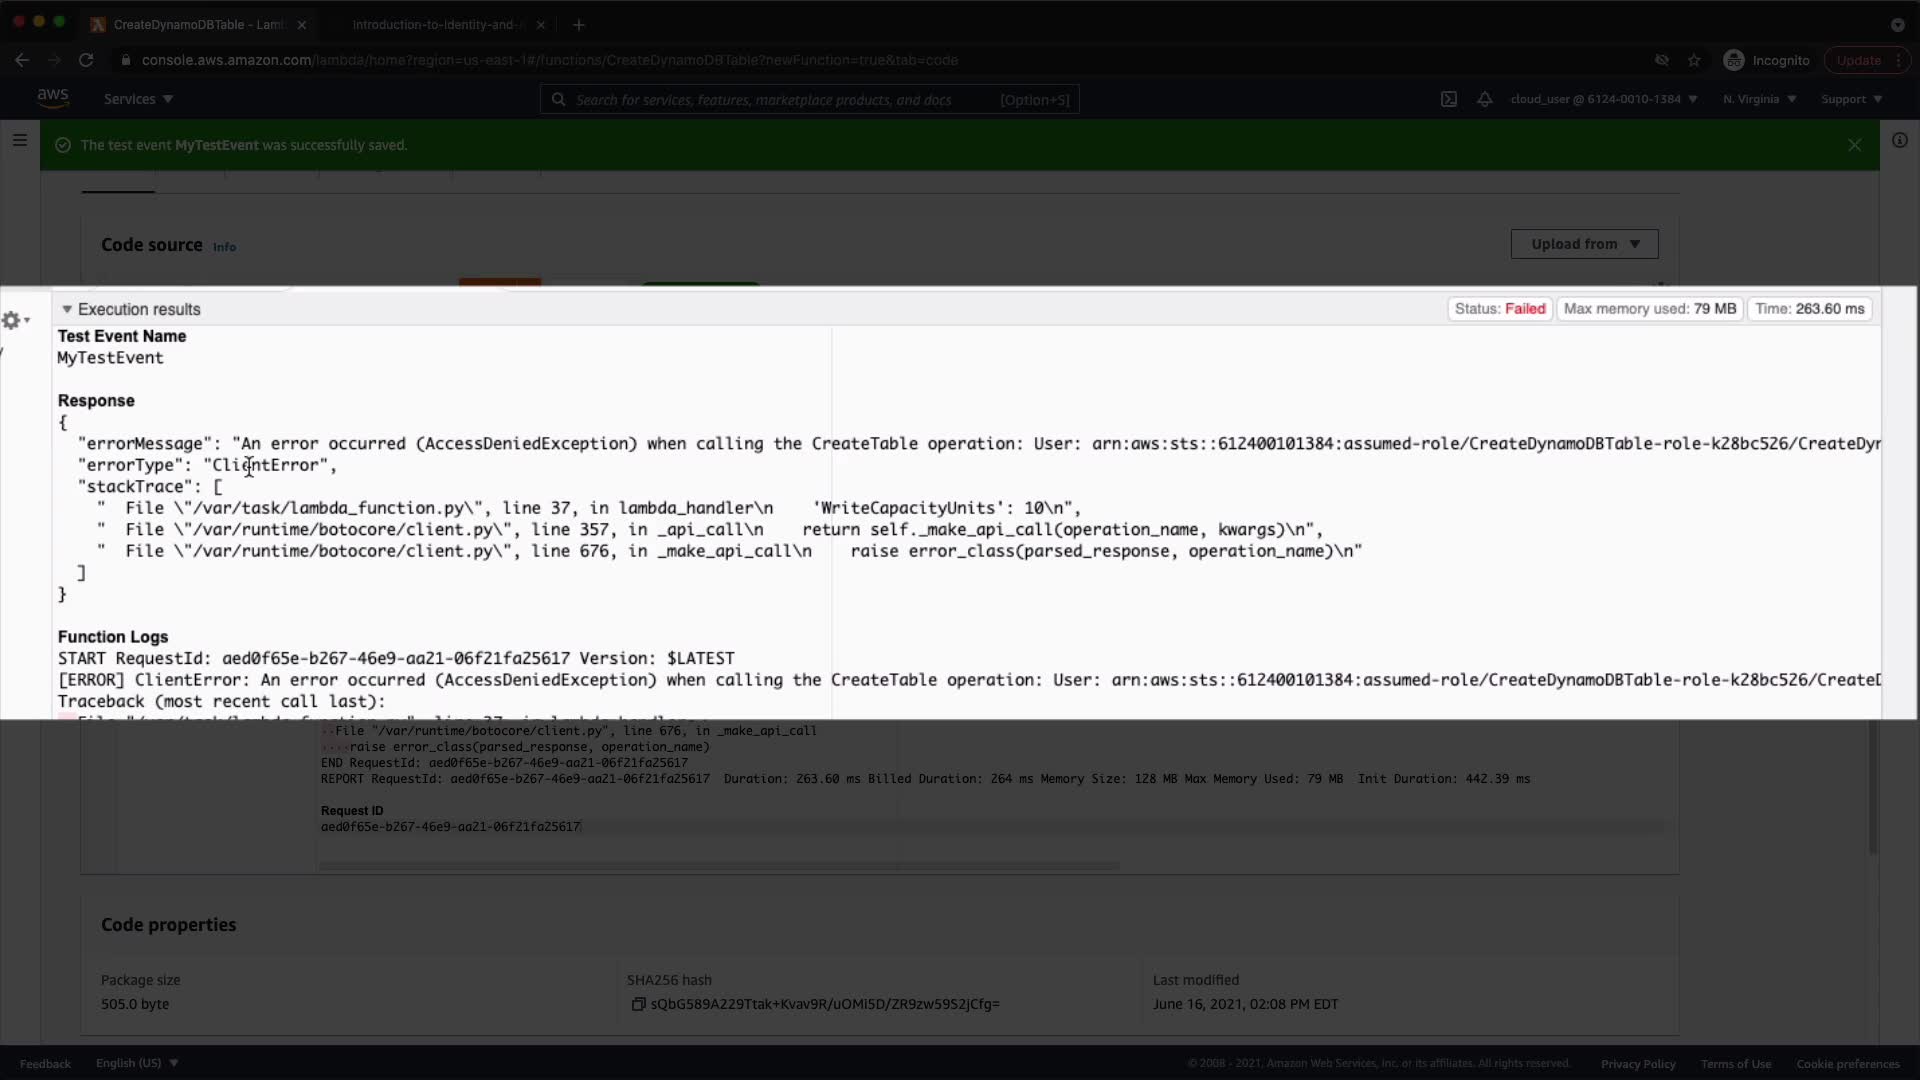 CreateDynamoDBTable - Lam
Introduction-to-Identity-and-
console.aws.amazon.com/lambda/home?region=us-east-1#/functions/CreateDynamoDBTable?newFunction=true&tab=code
Incognito
Update
aws
Services
Search for services, features, marketplace products, and docs [Option+S]
cloud_user @ 6124-0010-1384
N. Virginia
Support
The test event MyTestEvent was successfully saved.
Code source Info
Upload from
Execution results
Status: Failed
Max memory used: 79 MB
Time: 263.60 ms
Test Event Name
MyTestEvent
Response
{
"errorMessage": "An error occurred (AccessDeniedException) when calling the CreateTable operation: User: arn:aws:sts::612400101384:assumed-role/CreateDynamoDBTable-role-k28bc526/CreateDyn
"errorType": "ClientError",
"stackTrace": [
"  File \"/var/task/lambda_function.py\", line 37, in lambda_handler\n    'WriteCapacityUnits': 10\n",
"  File \"/var/runtime/botocore/client.py\", line 357, in _api_call\n    return self._make_api_call(operation_name, kwargs)\n",
"  File \"/var/runtime/botocore/client.py\", line 676, in _make_api_call\n    raise error_class(parsed_response, operation_name)\n"
]
}
Function Logs
START RequestId: aed0f65e-b267-46e9-aa21-06f21fa25617 Version: $LATEST
[ERROR] ClientError: An error occurred (AccessDeniedException) when calling the CreateTable operation: User: arn:aws:sts::612400101384:assumed-role/CreateDynamoDBTable-role-k28bc526/CreateD
Traceback (most recent call last):
File "/var/task/lambda_function.py", line 37, in lambda_handler
File "/var/runtime/botocore/client.py", line 676, in _make_api_call
raise error_class(parsed_response, operation_name)
END RequestId: aed0f65e-b267-46e9-aa21-06f21fa25617
REPORT RequestId: aed0f65e-b267-46e9-aa21-06f21fa25617  Duration: 263.60 ms Billed Duration: 264 ms Memory Size: 128 MB Max Memory Used: 79 MB  Init Duration: 442.39 ms
Request ID
aed0f65e-b267-46e9-aa21-06f21fa25617
Code properties
Package size
SHA256 hash
Last modified
505.0 byte
sQbG589A229Ttak+Kvav9R/uOMi5D/ZR9zw59S2jCfg=
June 16, 2021, 02:08 PM EDT
Feedback
English (US)
© 2008 - 2021, Amazon Web Services, Inc. or its affiliates. All rights reserved.
Privacy Policy
Terms of Use
Cookie preferences